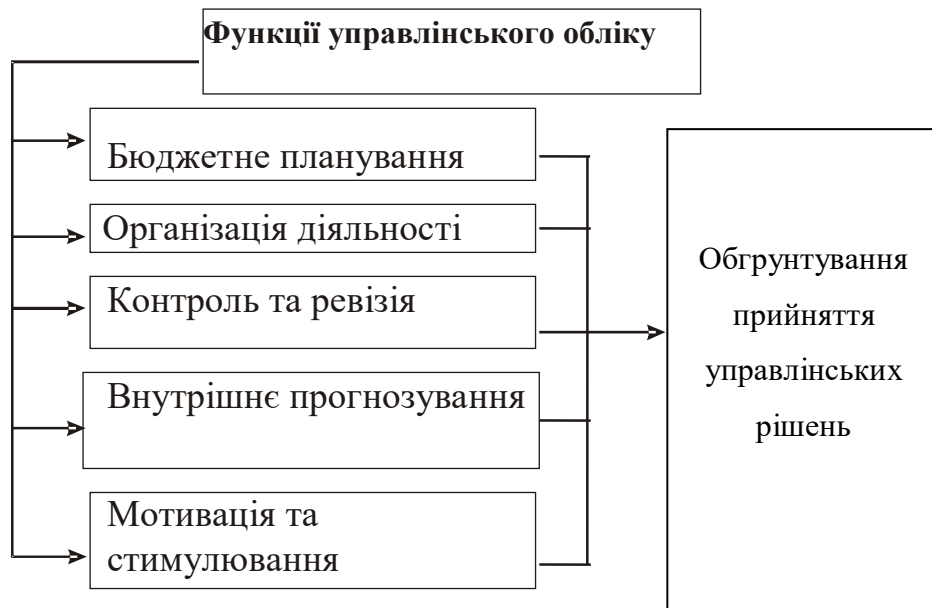 Функції управлінського обліку
Бюджетне планування
Організація діяльності
Контроль та ревізія
Внутрішнє прогнозування
Мотивація та
стимулювання
Обгрунтування
прийняття
управлінських
рішень